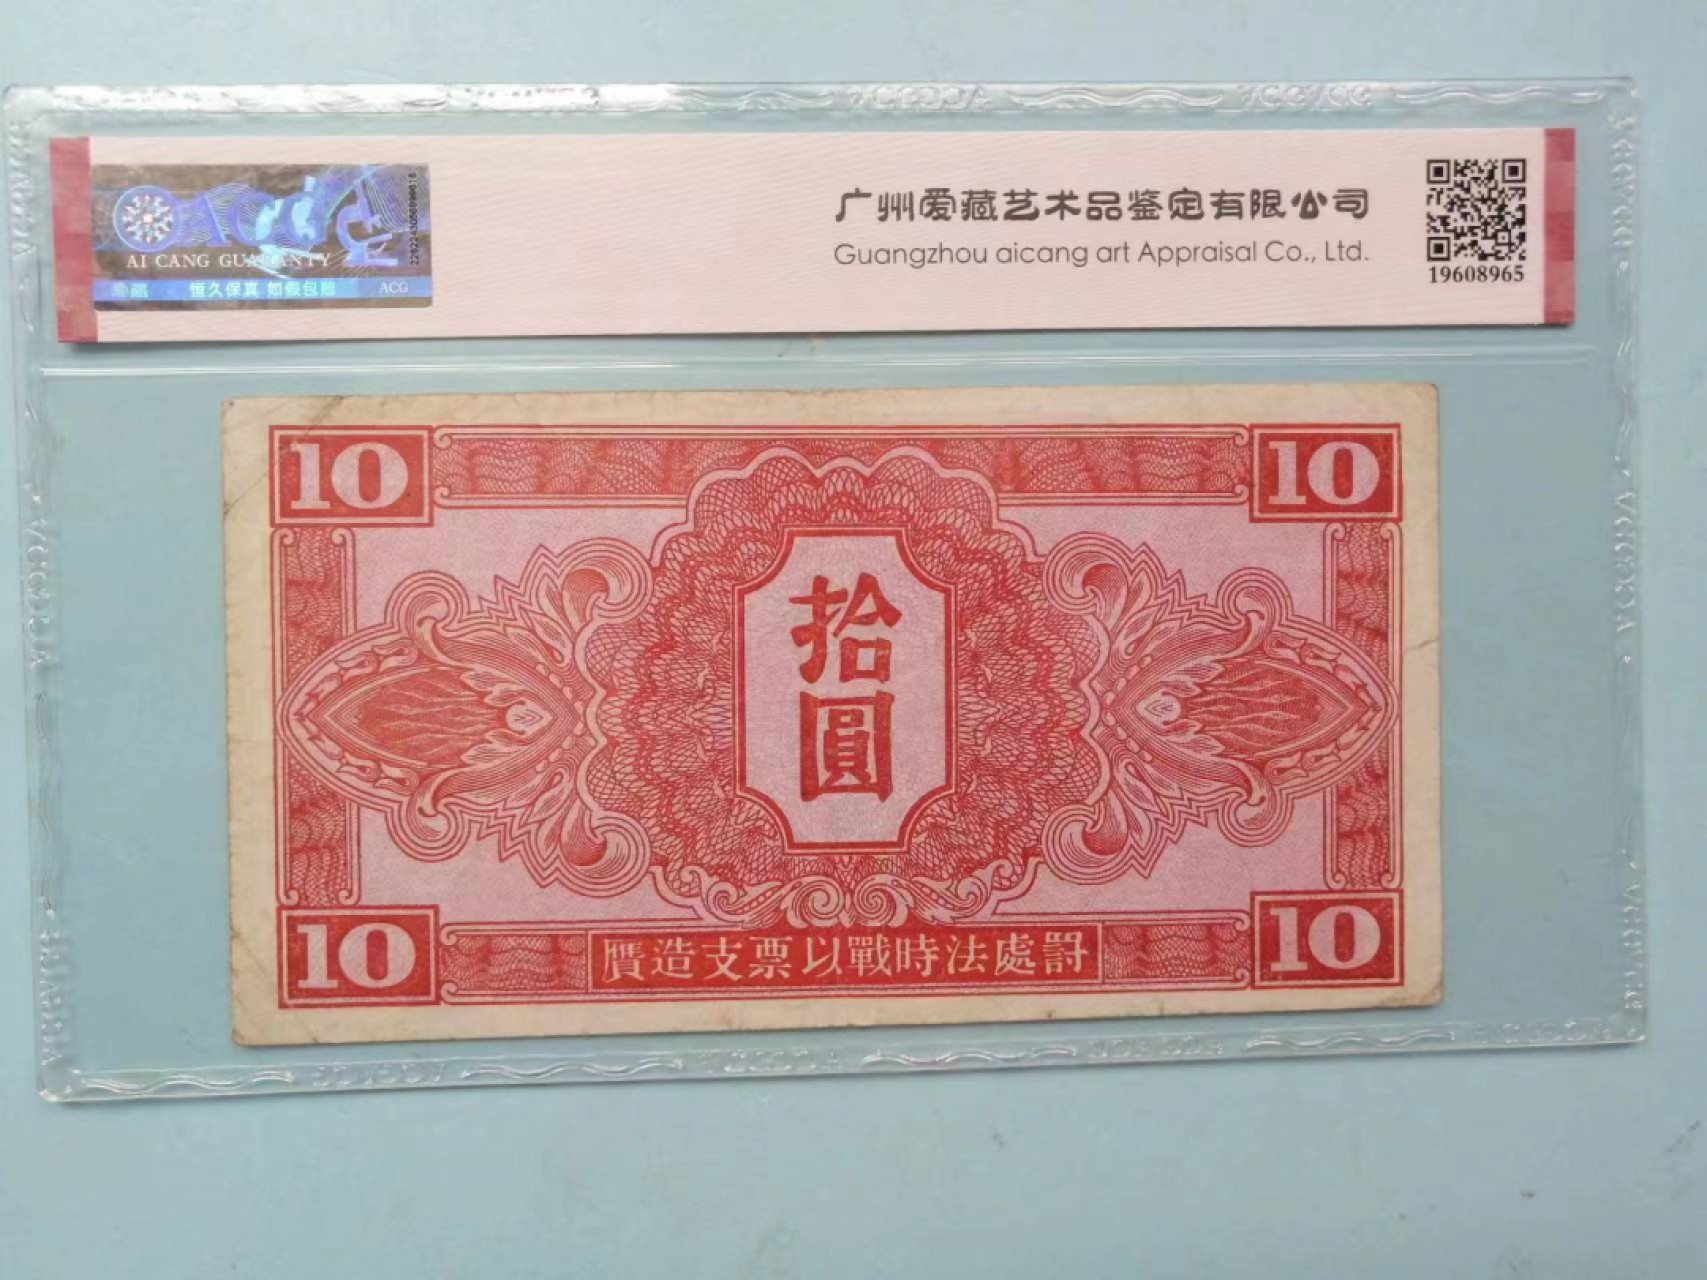 ACG
AI CANG GUARANTY
爱藏 恒久保真 如假包赔 ACG
广州爱藏艺术品鉴定有限公司
Guangzhou aicang art Appraisal Co., Ltd.
19608965
10 10
拾圓
10 10
贋造支票以戰時法處罰